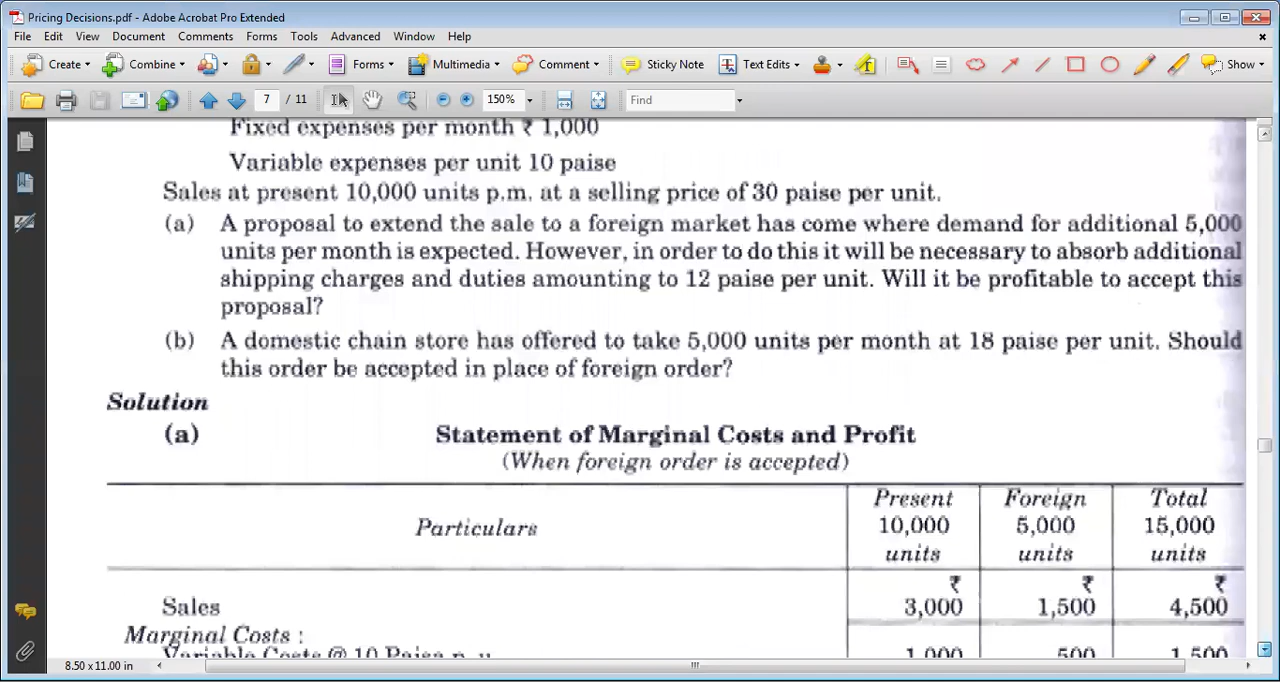 Pricing Decisions.pdf - Adobe Acrobat Pro Extended
File Edit View Document Comments Forms Tools Advanced Window Help
Create Combine Forms Multimedia Comment Sticky Note Text Edits Show
7 / 11 150% Find
Fixed expenses per month ₹ 1,000
Variable expenses per unit 10 paise
Sales at present 10,000 units p.m. at a selling price of 30 paise per unit.
(a) A proposal to extend the sale to a foreign market has come where demand for additional 5,000
units per month is expected. However, in order to do this it will be necessary to absorb additional
shipping charges and duties amounting to 12 paise per unit. Will it be profitable to accept this
proposal?
(b) A domestic chain store has offered to take 5,000 units per month at 18 paise per unit. Should
this order be accepted in place of foreign order?
Solution
(a) Statement of Marginal Costs and Profit
(When foreign order is accepted)
Present Foreign Total
Particulars 10,000 5,000 15,000
units units units
₹ ₹ ₹
Sales 3,000 1,500 4,500
Marginal Costs :
Variable Costs @ 10 Paisa p. u. 1,000 500 1,500
8.50 x 11.00 in